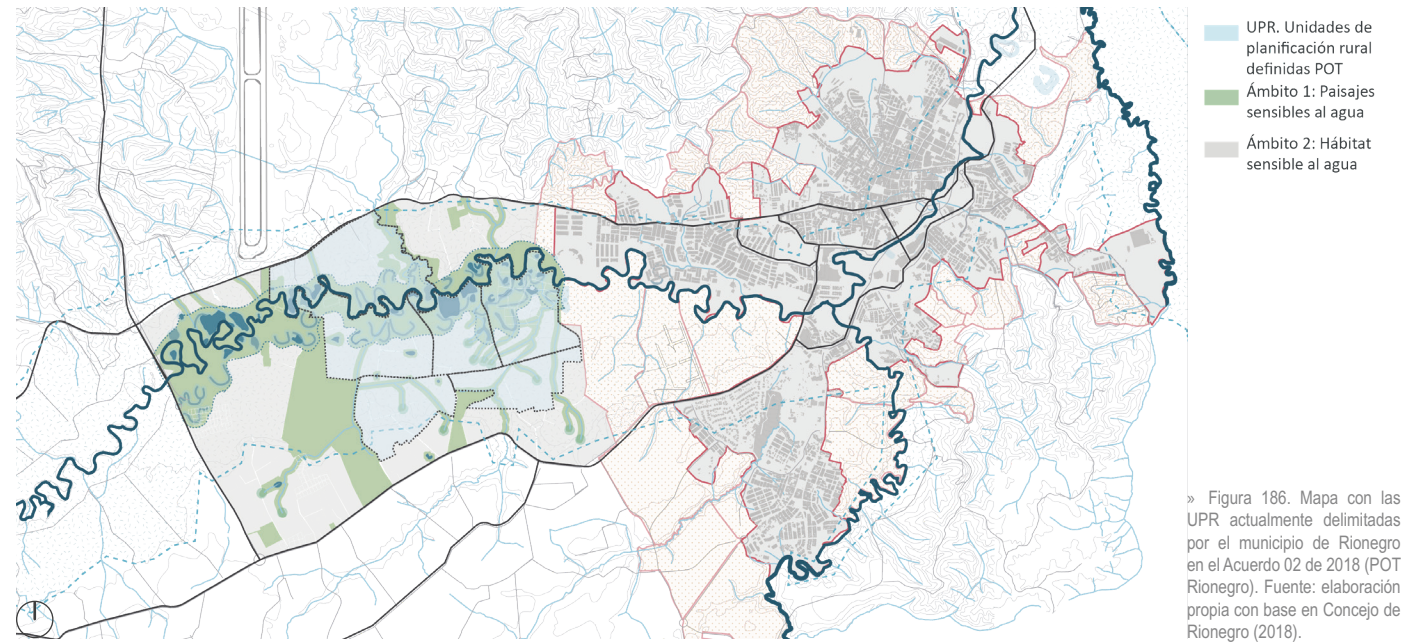 UPR. Unidades de
planificación rural
definidas POT
Ámbito 1: Paisajes
sensibles al agua
Ámbito 2: Hábitat
sensible al agua
» Figura 186. Mapa con las
UPR actualmente delimitadas
por el municipio de Rionegro
en el Acuerdo 02 de 2018 (POT
Rionegro). Fuente: elaboración
propia con base en Concejo de
Rionegro (2018).